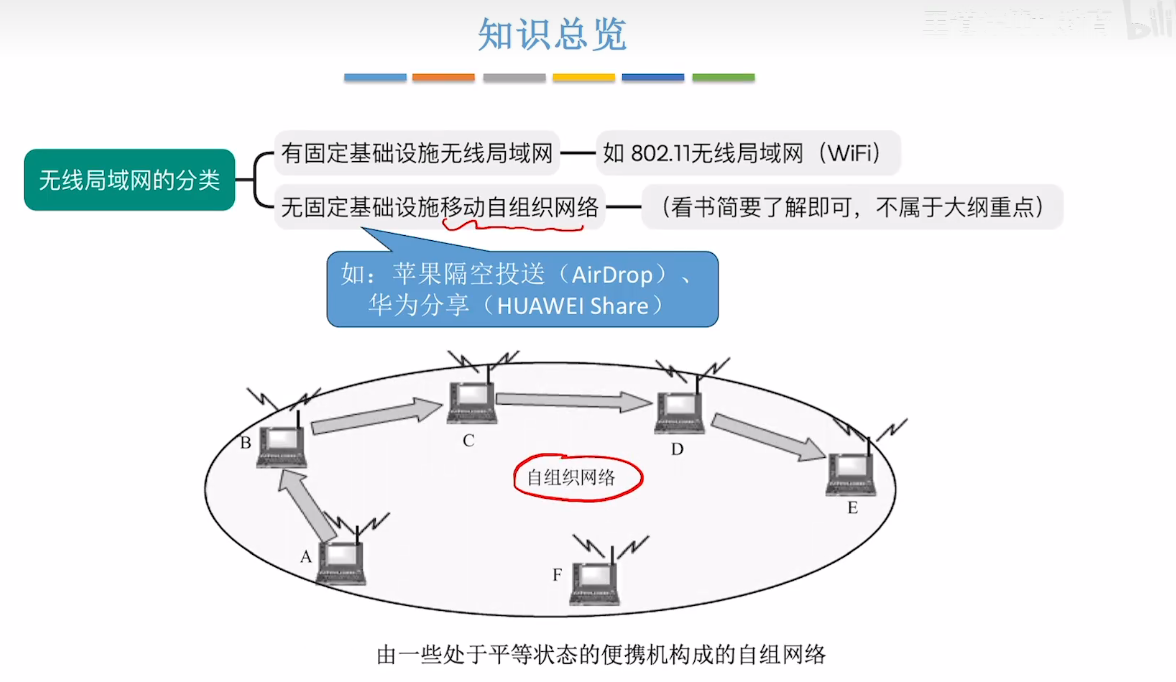 知识总览
无线局域网的分类
有固定基础设施无线局域网
如 802.11无线局域网（WiFi）
无固定基础设施移动自组织网络
（看书简要了解即可，不属于大纲重点）
如：苹果隔空投送（AirDrop）、
华为分享（HUAWEI Share）
B
C
D
E
A
F
自组织网络
由一些处于平等状态的便携机构成的自组网络